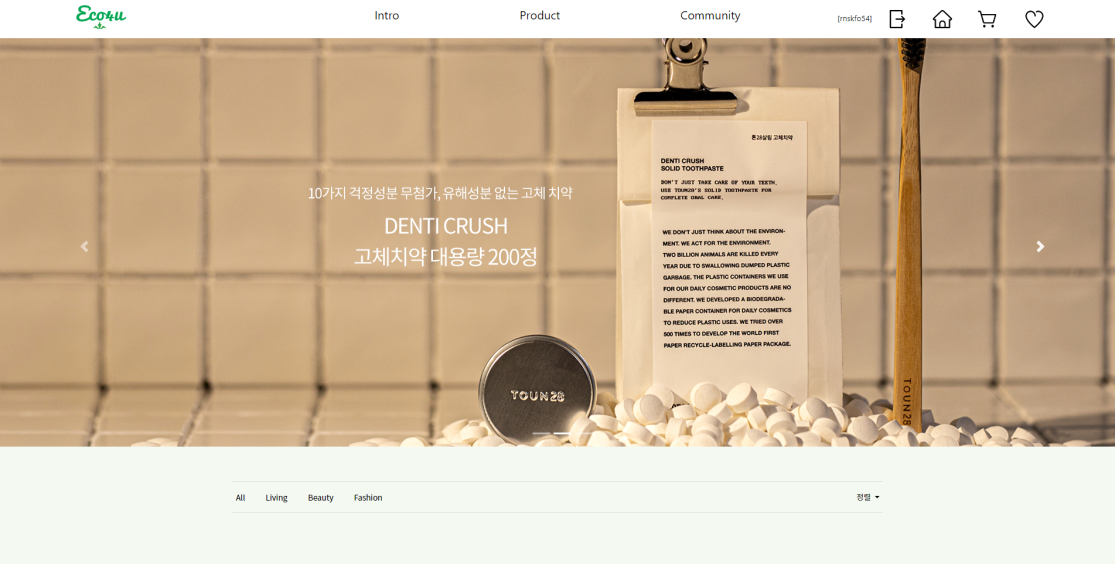 Eco4u
Intro
Product
Community
[rnskfo54]
톤28살림 고체치약
DENTI CRUSH
SOLID TOOTHPASTE
DON'T JUST TAKE CARE OF YOUR TEETH.
USE TOUN28'S SOLID TOOTHPASTE FOR
COMPLETE ORAL CARE.
WE DON'T JUST THINK ABOUT THE ENVIRON-
MENT. WE ACT FOR THE ENVIRONMENT.
TWO BILLION ANIMALS ARE KILLED EVERY
YEAR DUE TO SWALLOWING DUMPED PLASTIC
GARBAGE. THE PLASTIC CONTAINERS WE USE
FOR OUR DAILY COSMETIC PRODUCTS ARE NO
DIFFERENT. WE DEVELOPED A BIODEGRADA-
BLE PAPER CONTAINER FOR DAILY COSMETICS
TO REDUCE PLASTIC USES. WE TRIED OVER
500 TIMES TO DEVELOP THE WORLD FIRST
PAPER RECYCLE-LABELLING PAPER PACKAGE.
10가지 걱정성분 무첨가, 유해성분 없는 고체 치약
DENTI CRUSH
고체치약 대용량 200정
TOUN28
TOUN28
All
Living
Beauty
Fashion
정렬